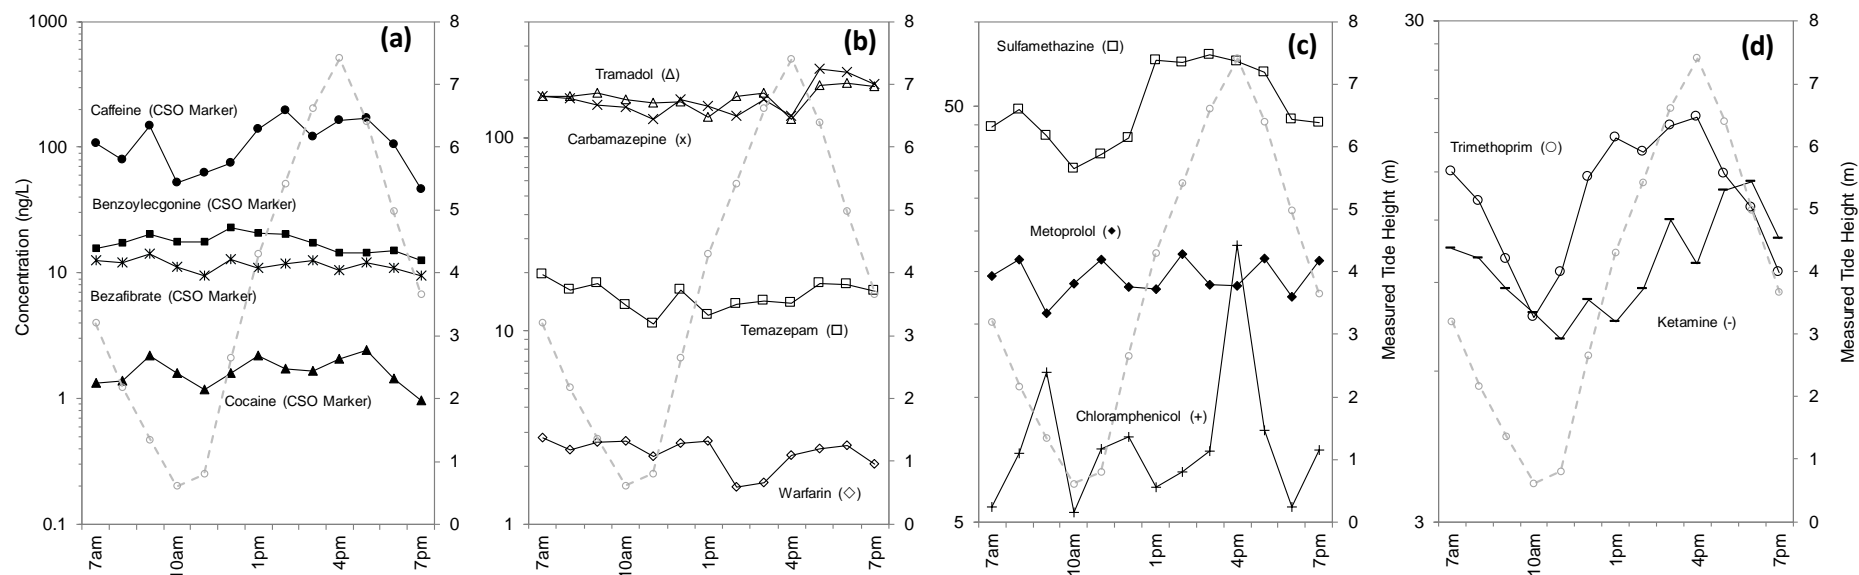 (a)
1000
100
10
1
0.1
Concentration (ng/L)
Caffeine (CSO Marker)
Benzoylecgonine (CSO Marker)
Bezafibrate (CSO Marker)
Cocaine (CSO Marker)
8
7
6
5
4
3
2
1
0
7am
10am
1pm
4pm
7pm
(b)
100
10
1
Tramadol (Δ)
Carbamazepine (x)
Temazepam (□)
Warfarin (◇)
8
7
6
5
4
3
2
1
0
7am
10am
1pm
4pm
7pm
(c)
50
5
Sulfamethazine (□)
Metoprolol (◆)
Chloramphenicol (+)
8
7
6
5
4
3
2
1
0
Measured Tide Height (m)
7am
10am
1pm
4pm
7pm
(d)
30
3
Trimethoprim (○)
Ketamine (-)
8
7
6
5
4
3
2
1
0
Measured Tide Height (m)
7am
10am
1pm
4pm
7pm